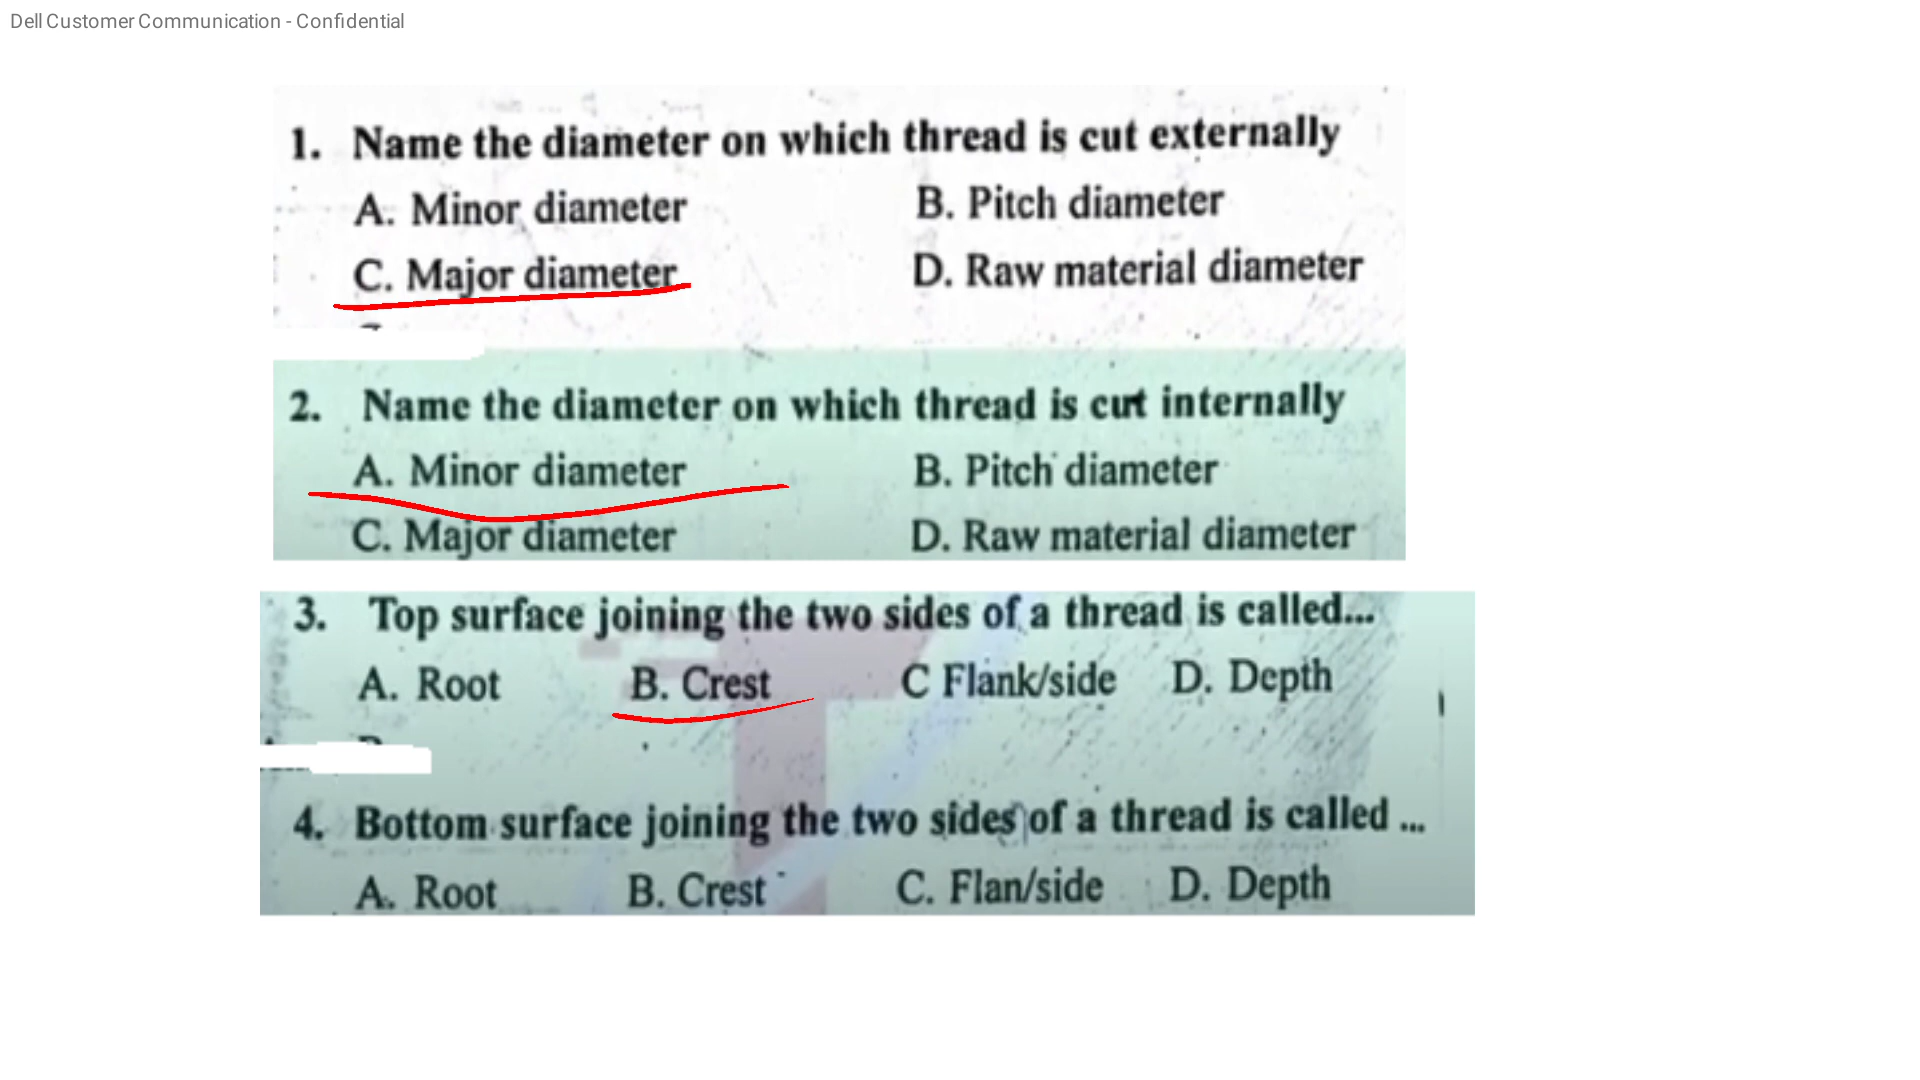 Dell Customer Communication - Confidential
1. Name the diameter on which thread is cut externally
A. Minor diameter B. Pitch diameter
C. Major diameter D. Raw material diameter
2. Name the diameter on which thread is cut internally
A. Minor diameter B. Pitch diameter
C. Major diameter D. Raw material diameter
3. Top surface joining the two sides of a thread is called...
A. Root B. Crest C Flank/side D. Depth
4. Bottom surface joining the two sides of a thread is called ...
A. Root B. Crest C. Flan/side D. Depth